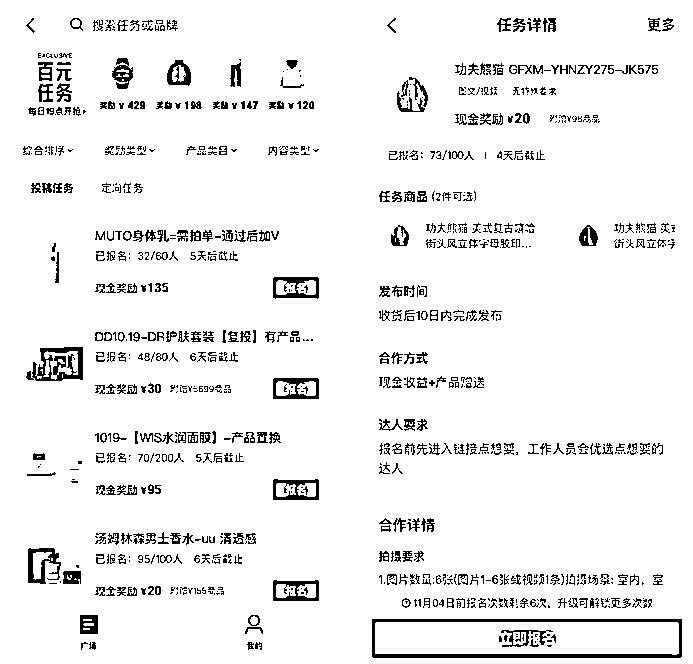 搜索任务或品牌
EXCLUSIVE
百元
任务
每日10点开抢
奖励 ¥ 429
奖励 ¥ 198
奖励 ¥ 147
奖励 ¥ 120
综合排序
奖励类型
产品类目
内容类型
投稿任务
定向任务
MUTO身体乳=需拍单-通过后加V
已报名: 32/60人 5天后截止
现金奖励 ¥135
报名
DD10.19-DR护肤套装【复投】有产品...
已报名: 48/80人 6天后截止
现金奖励 ¥30 附赠¥5699商品
报名
1019-【WIS水润面膜】-产品置换
已报名: 70/200人 5天后截止
现金奖励 ¥95
报名
汤姆林森男士香水-uu 清透感
已报名: 95/100人 6天后截止
现金奖励 ¥20 附赠¥155商品
报名
广场
我的
任务详情
更多
功夫熊猫 GFXM-YHNZY275-JK575
图文/视频 无特殊要求
现金奖励 ¥20 附赠¥98商品
已报名: 73/100人 | 4天后截止
任务商品 (2件可选)
功夫熊猫 美式复古嘻哈
街头风立体字母胶印...
功夫熊猫 美
街头风立体字
发布时间
收货后10日内完成发布
合作方式
现金收益+产品赠送
达人要求
报名前先进入链接点想要，工作人员会优选点想要的
达人
合作详情
拍摄要求
1.图片数量:6张(图片1-6张或视频1条)拍摄场景: 室内，室
11月04日前报名次数剩余6次，升级可解锁更多次数
立即报名